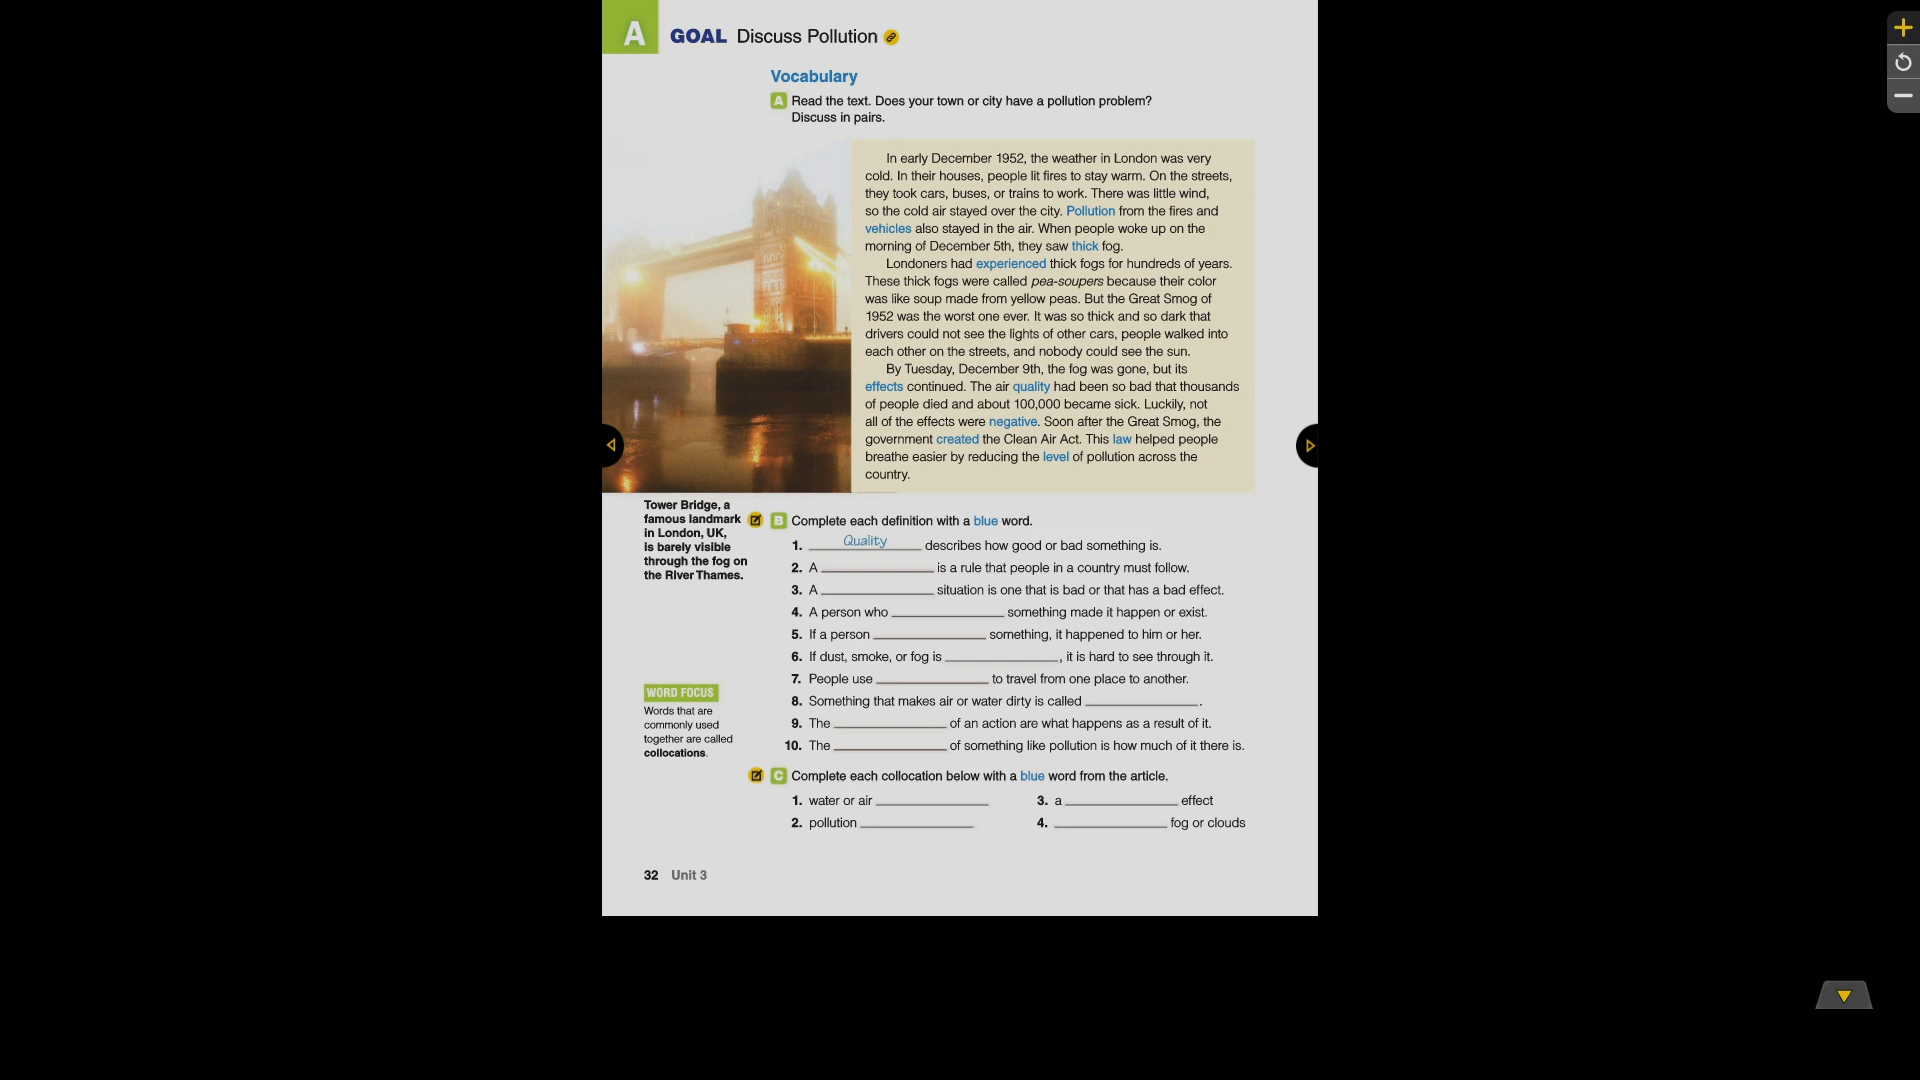 A GOAL Discuss Pollution
Vocabulary
A Read the text. Does your town or city have a pollution problem?
Discuss in pairs.
In early December 1952, the weather in London was very
cold. In their houses, people lit fires to stay warm. On the streets,
they took cars, buses, or trains to work. There was little wind,
so the cold air stayed over the city. Pollution from the fires and
vehicles also stayed in the air. When people woke up on the
morning of December 5th, they saw thick fog.
Londoners had experienced thick fogs for hundreds of years.
These thick fogs were called pea-soupers because their color
was like soup made from yellow peas. But the Great Smog of
1952 was the worst one ever. It was so thick and so dark that
drivers could not see the lights of other cars, people walked into
each other on the streets, and nobody could see the sun.
By Tuesday, December 9th, the fog was gone, but its
effects continued. The air quality had been so bad that thousands
of people died and about 100,000 became sick. Luckily, not
all of the effects were negative. Soon after the Great Smog, the
government created the Clean Air Act. This law helped people
breathe easier by reducing the level of pollution across the
country.
Tower Bridge, a
famous landmark
in London, UK,
is barely visible
through the fog on
the River Thames.
B Complete each definition with a blue word.
1. Quality describes how good or bad something is.
2. A ____ is a rule that people in a country must follow.
3. A ____ situation is one that is bad or that has a bad effect.
4. A person who ____ something made it happen or exist.
5. If a person ____ something, it happened to him or her.
6. If dust, smoke, or fog is ____, it is hard to see through it.
7. People use ____ to travel from one place to another.
8. Something that makes air or water dirty is called ____.
9. The ____ of an action are what happens as a result of it.
10. The ____ of something like pollution is how much of it there is.
WORD FOCUS
Words that are
commonly used
together are called
collocations.
C Complete each collocation below with a blue word from the article.
1. water or air ____
2. pollution ____
3. a ____ effect
4. ____ fog or clouds
32 Unit 3